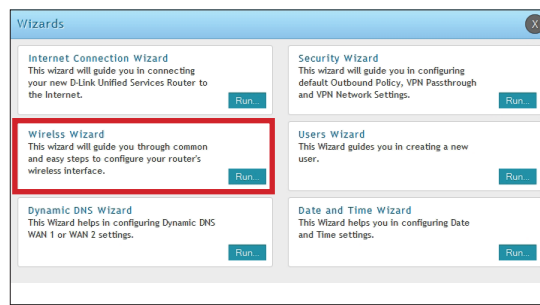 Wizards
X
Internet Connection Wizard
This wizard will guide you in connecting
your new D-Link Unified Services Router to
the Internet.
Run...
Security Wizard
This wizard will guide you in configuring
default Outbound Policy, VPN Passthrough
and VPN Network Settings.
Run...
Wirelss Wizard
This wizard will guide you through common
and easy steps to configure your router's
wireless interface.
Run...
Users Wizard
This Wizard guides you in creating a new
user.
Run...
Dynamic DNS Wizard
This Wizard helps in configuring Dynamic DNS
WAN 1 or WAN 2 settings.
Run...
Date and Time Wizard
This Wizard helps you in configuring Date
and Time settings.
Run...